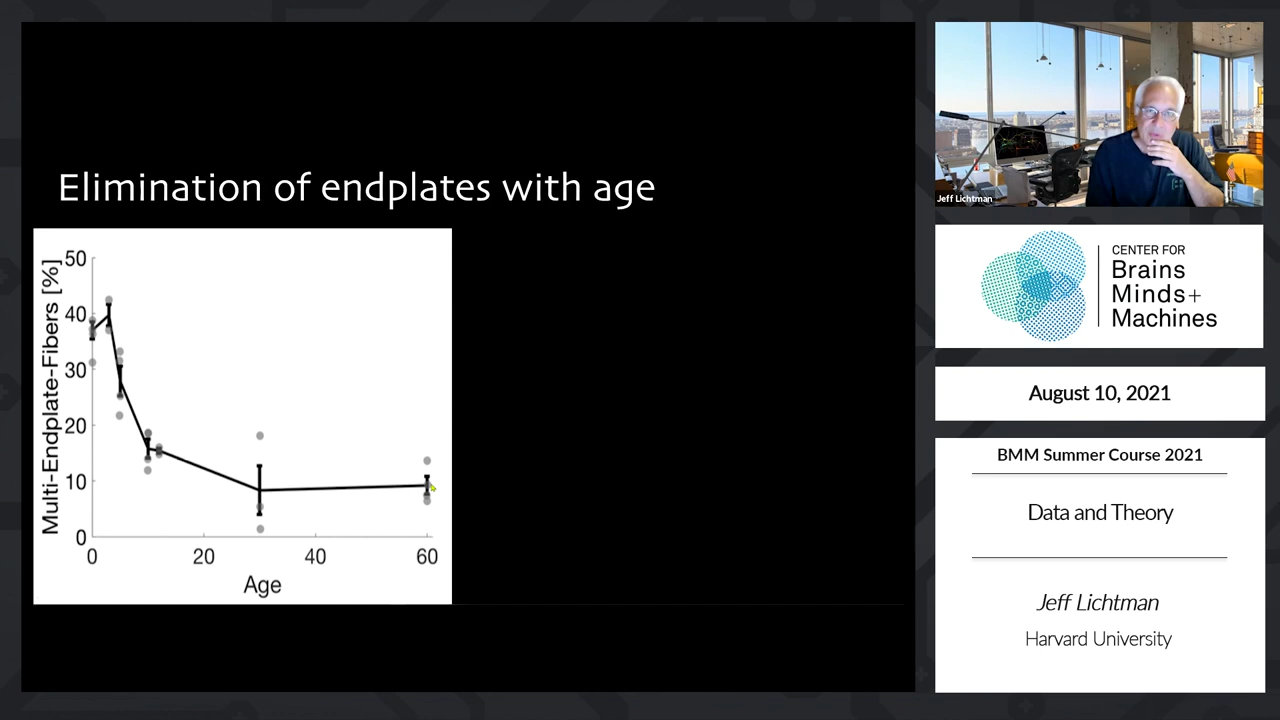 Elimination of endplates with age
Multi-Endplate-Fibers [%]
50
40
30
20
10
0
0 20 40 60
Age
Jeff Lichtman
CENTER FOR
Brains
Minds+
Machines
August 10, 2021
BMM Summer Course 2021
Data and Theory
Jeff Lichtman
Harvard University